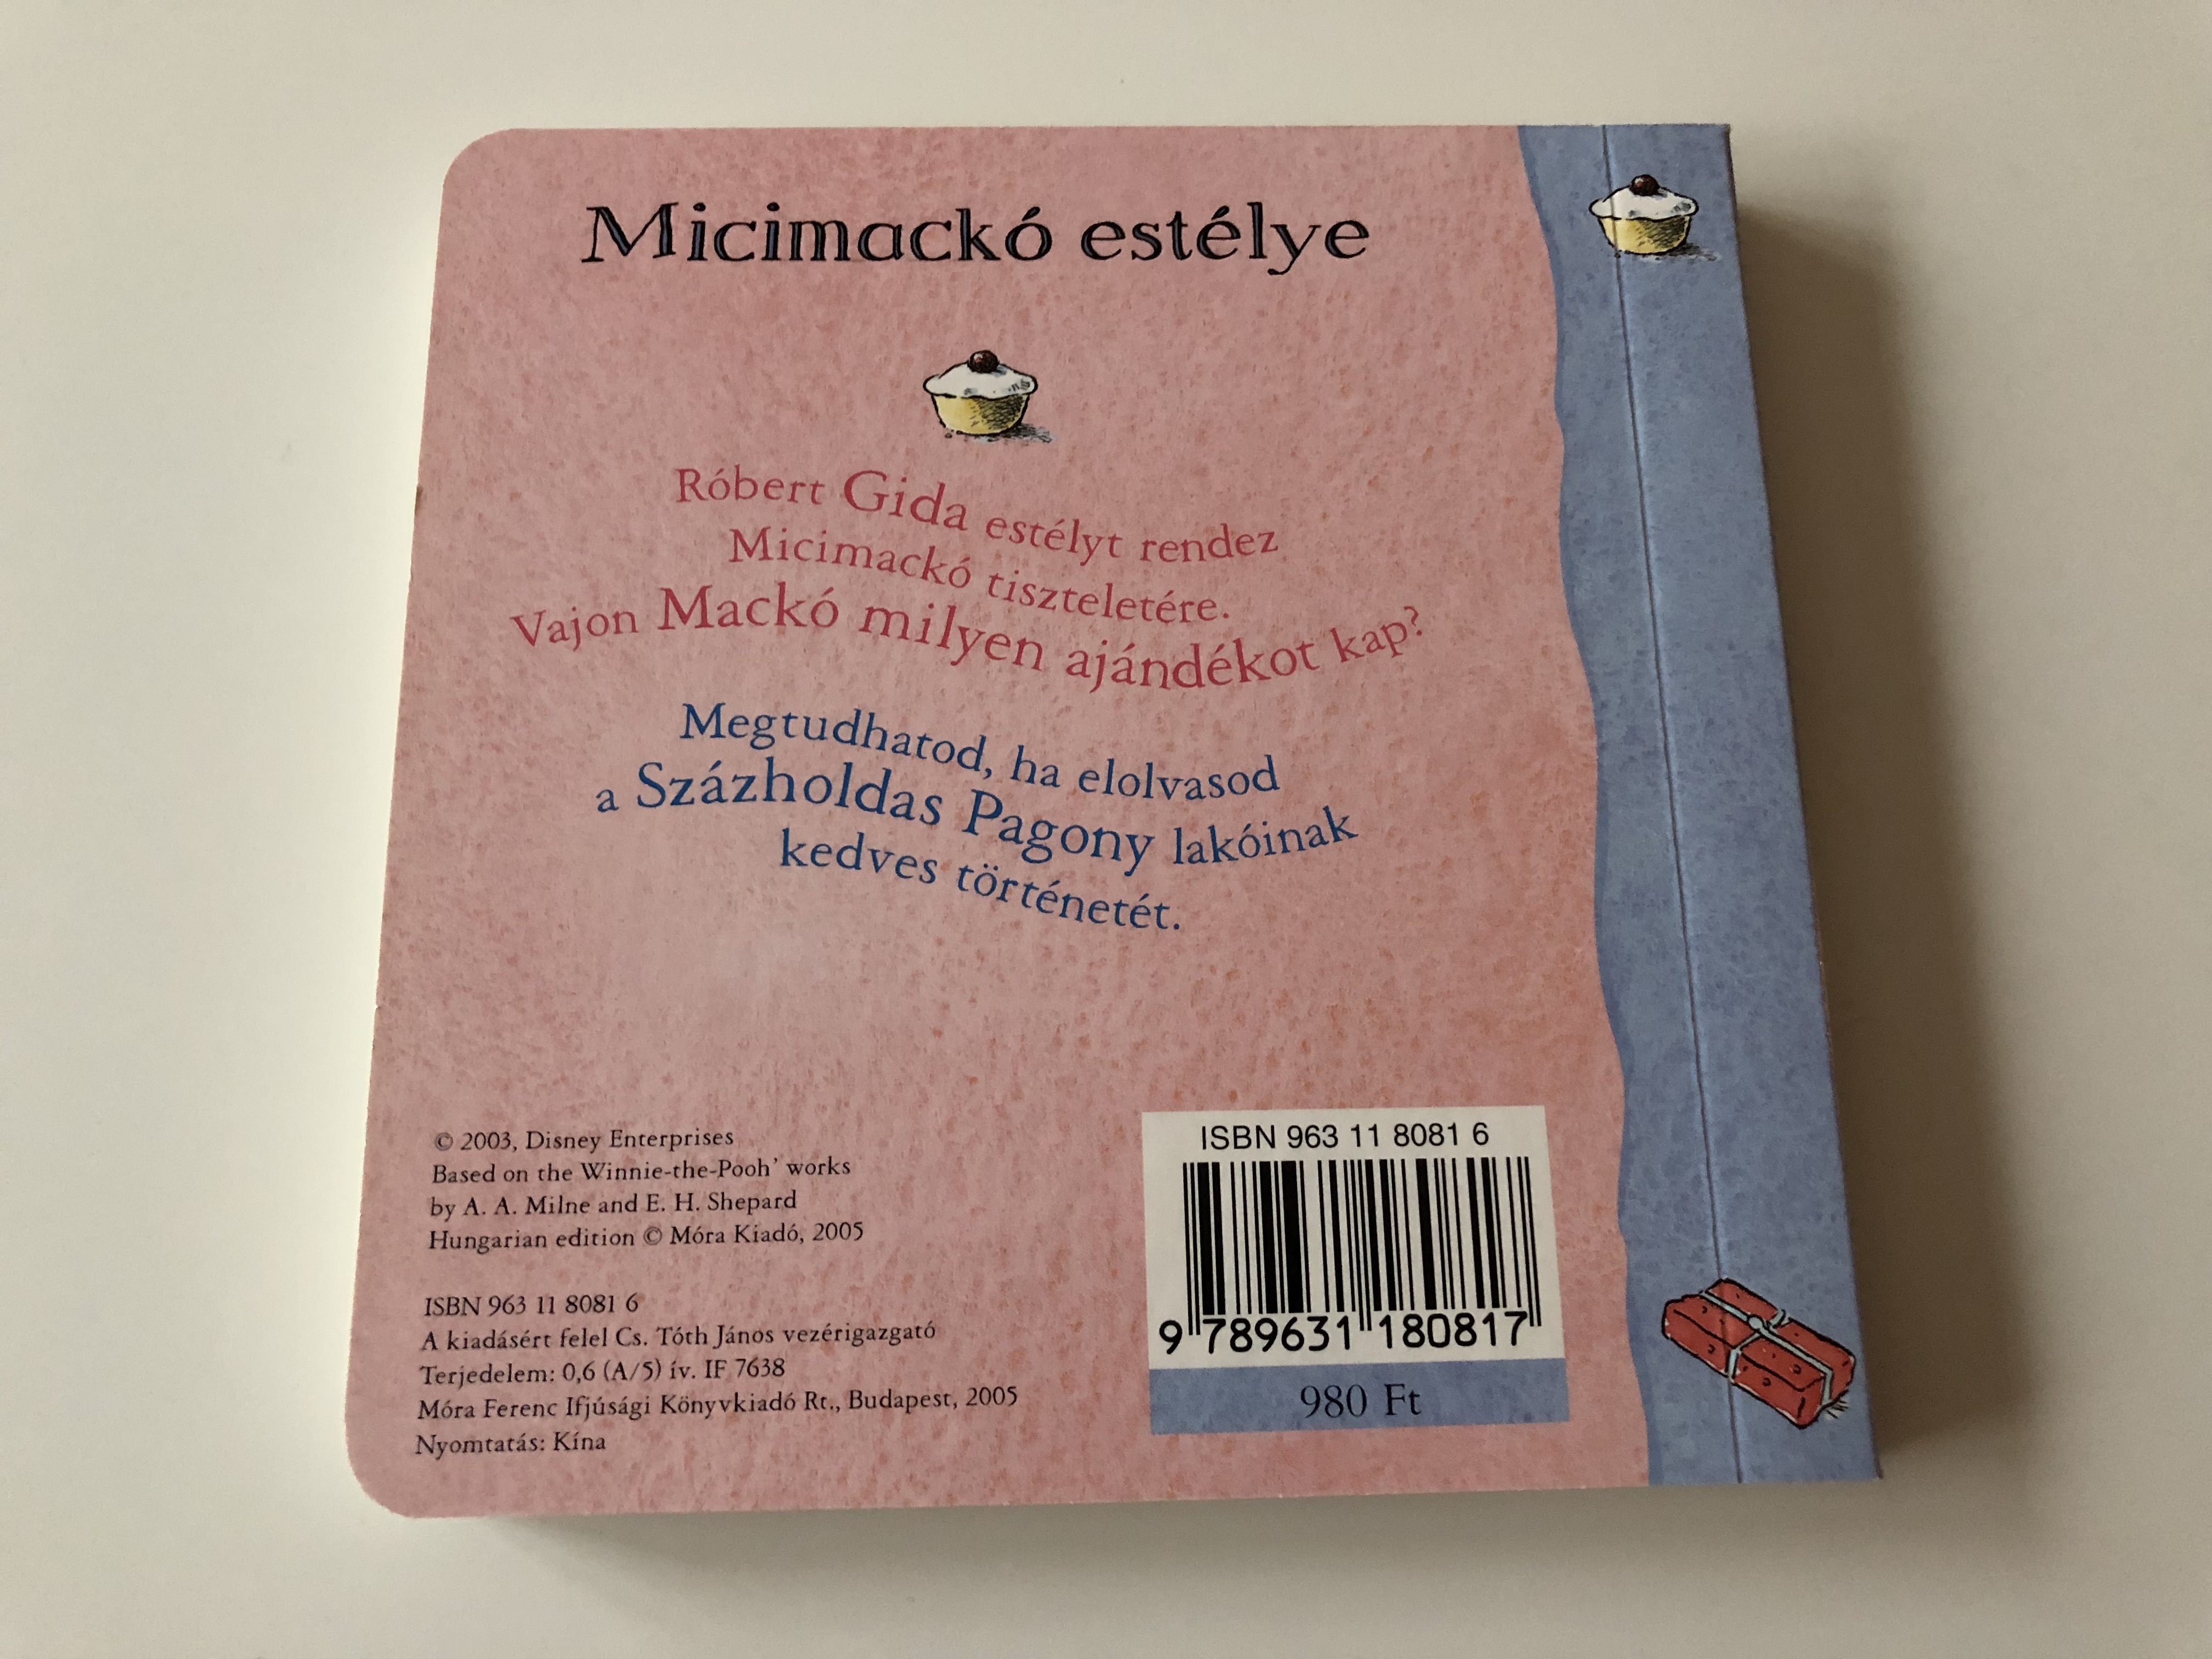 Micimackó estélye
Róbert Gida estélyt rendez
Micimackó tiszteletére.
Vajon Mackó milyen ajándékot kap?
Megtudhatod, ha elolvasod
a Százholdas Pagony lakóinak
kedves történetét.
© 2003, Disney Enterprises
Based on the Winnie-the-Pooh' works
by A. A. Milne and E. H. Shepard
Hungarian edition © Móra Kiadó, 2005
ISBN 963 11 8081 6
A kiadásért felel Cs. Tóth János vezérigazgató
Terjedelem: 0,6 (A/5) ív. IF 7638
Móra Ferenc Ifjúsági Könyvkiadó Rt., Budapest, 2005
Nyomtatás: Kína
ISBN 963 11 8081 6
9 789631 180817
980 Ft